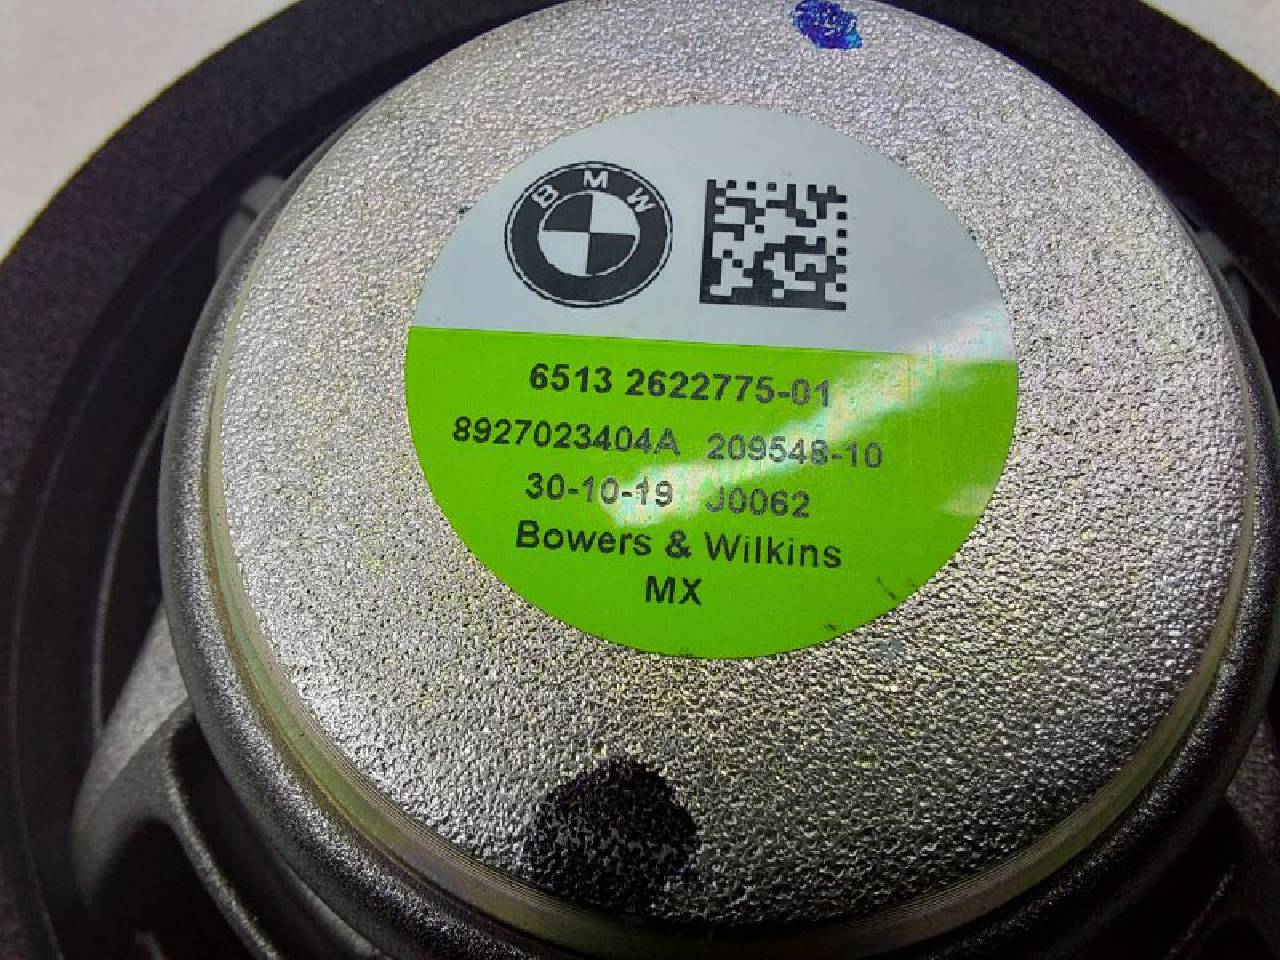 BMW
6513 2622775-01
8927023404A 209548-10
30-10-19 J0062
Bowers & Wilkins
MX